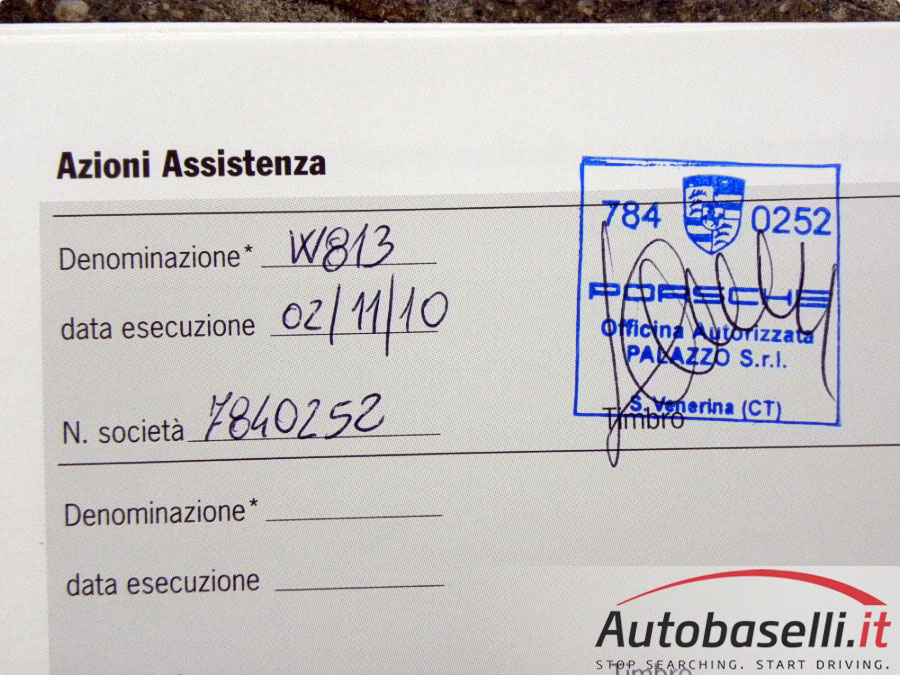 Azioni Assistenza
Denominazione* W813
data esecuzione 02/11/10
N. società 7840252
784 0252
PORSCHE
Officina Autorizzata
PALAZZO S.r.l.
S. Venerina (CT)
Timbro
Denominazione*
data esecuzione
Timbro
Autobaselli.it
STOP SEARCHING. START DRIVING.